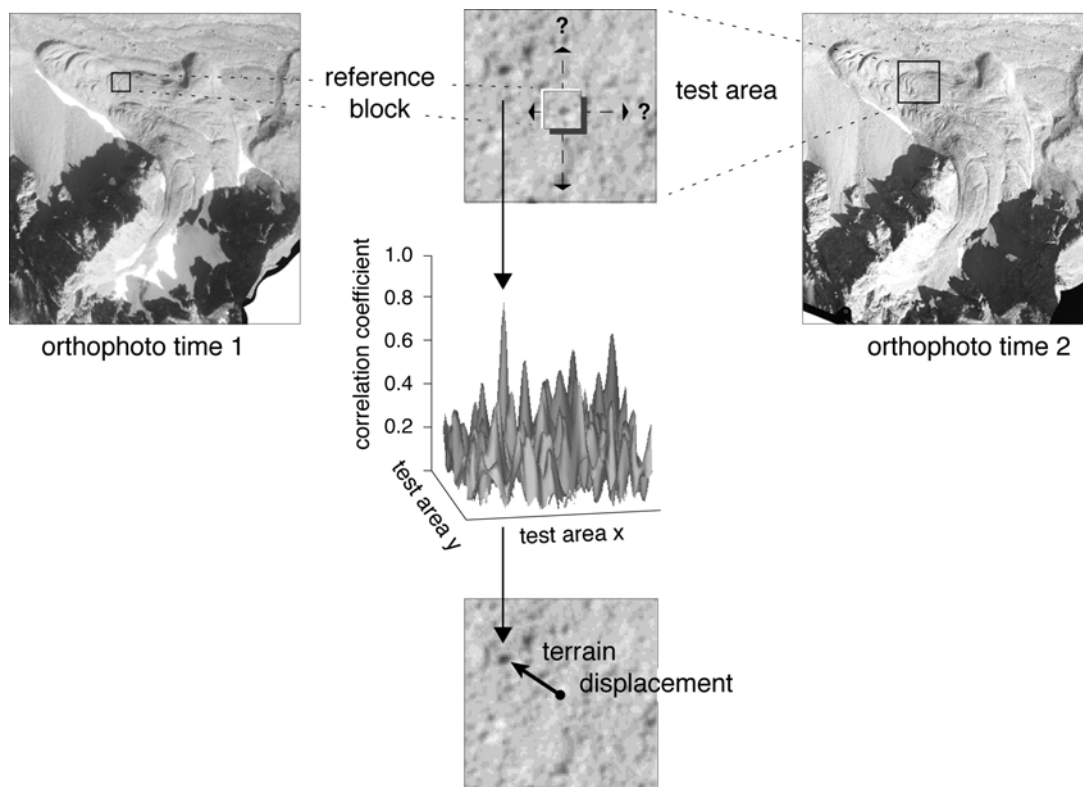 ?
reference
block
?
test area
orthophoto time 1
orthophoto time 2
correlation coefficient
1.0
0.8
0.6
0.4
0.2
test area y
test area x
terrain
displacement